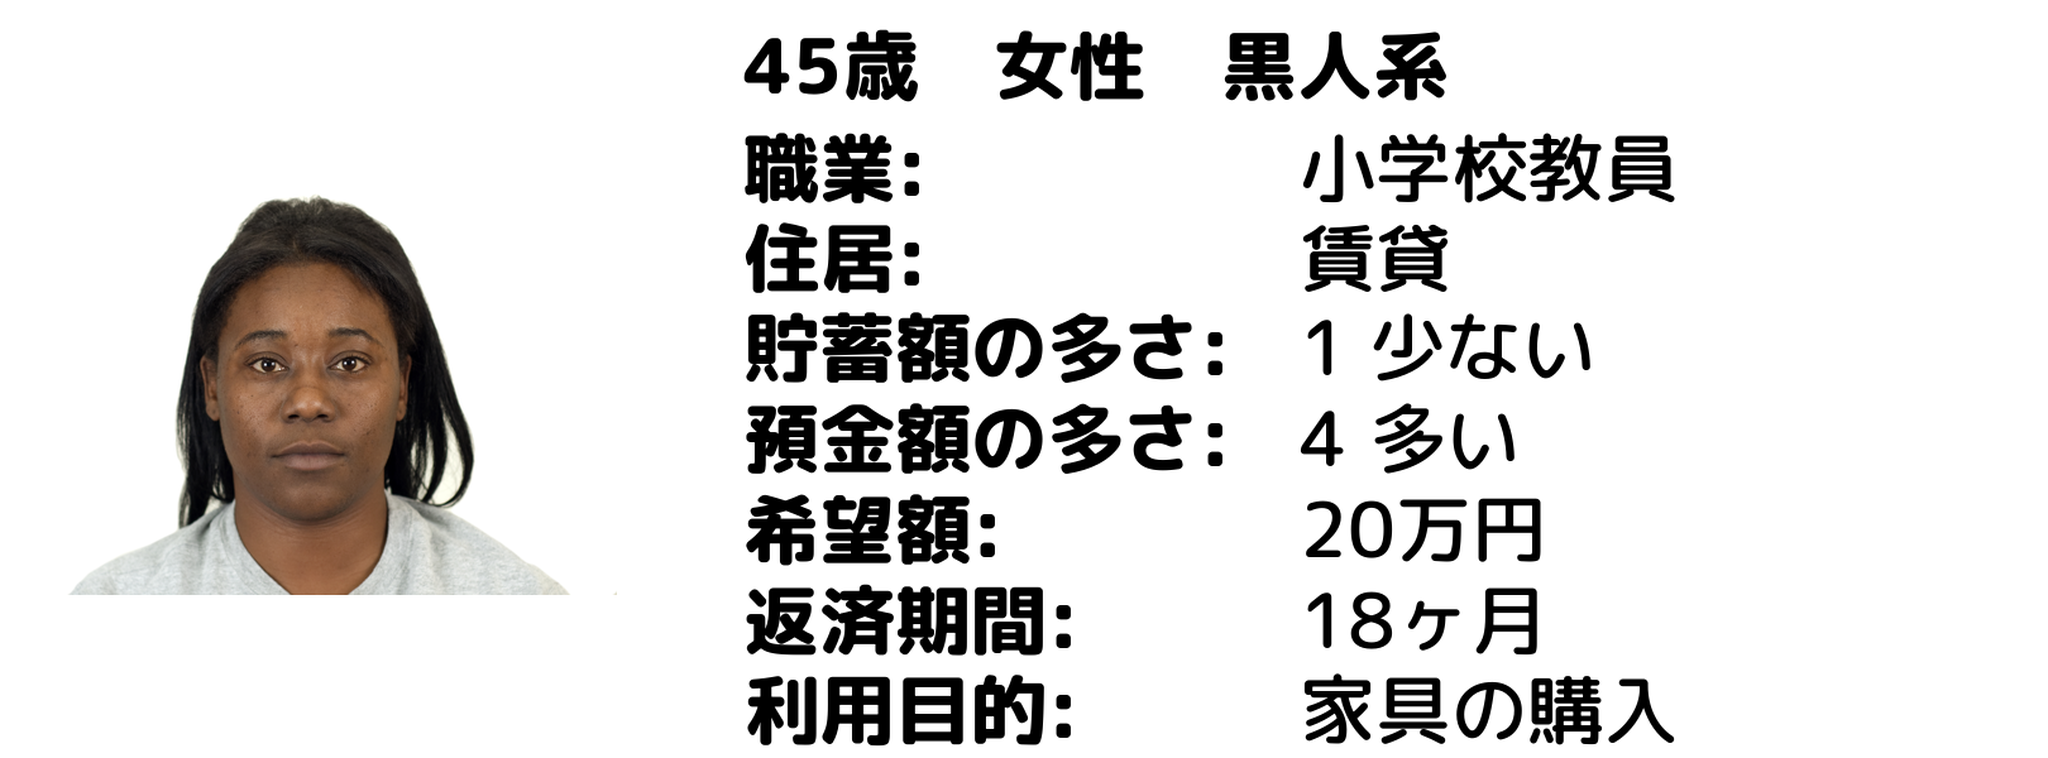 45歳　女性　黒人系
職業: 小学校教員
住居: 賃貸
貯蓄額の多さ: 1 少ない
預金額の多さ: 4 多い
希望額: 20万円
返済期間: 18ヶ月
利用目的: 家具の購入